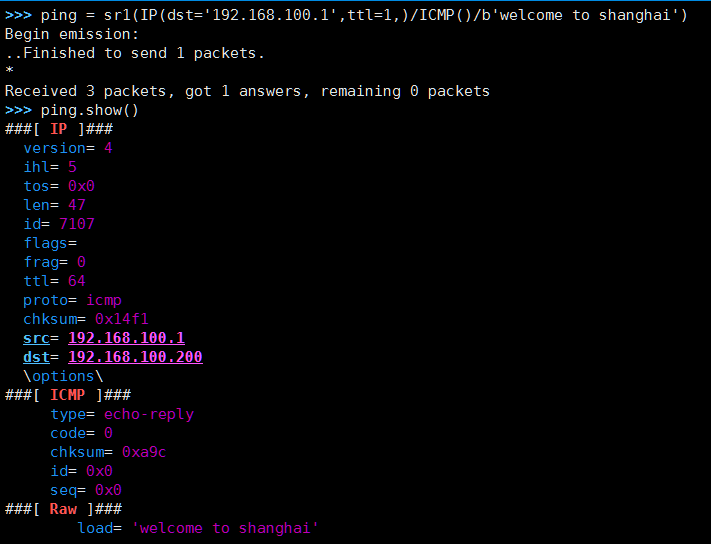 >>> ping = sr1(IP(dst='192.168.100.1',ttl=1,)/ICMP()/b'welcome to shanghai')
Begin emission:
..Finished to send 1 packets.
*
Received 3 packets, got 1 answers, remaining 0 packets
>>> ping.show()
###[ IP ]###
  version= 4
  ihl= 5
  tos= 0x0
  len= 47
  id= 7107
  flags=
  frag= 0
  ttl= 64
  proto= icmp
  chksum= 0x14f1
  src= 192.168.100.1
  dst= 192.168.100.200
  \options\
###[ ICMP ]###
     type= echo-reply
     code= 0
     chksum= 0xa9c
     id= 0x0
     seq= 0x0
###[ Raw ]###
        load= 'welcome to shanghai'